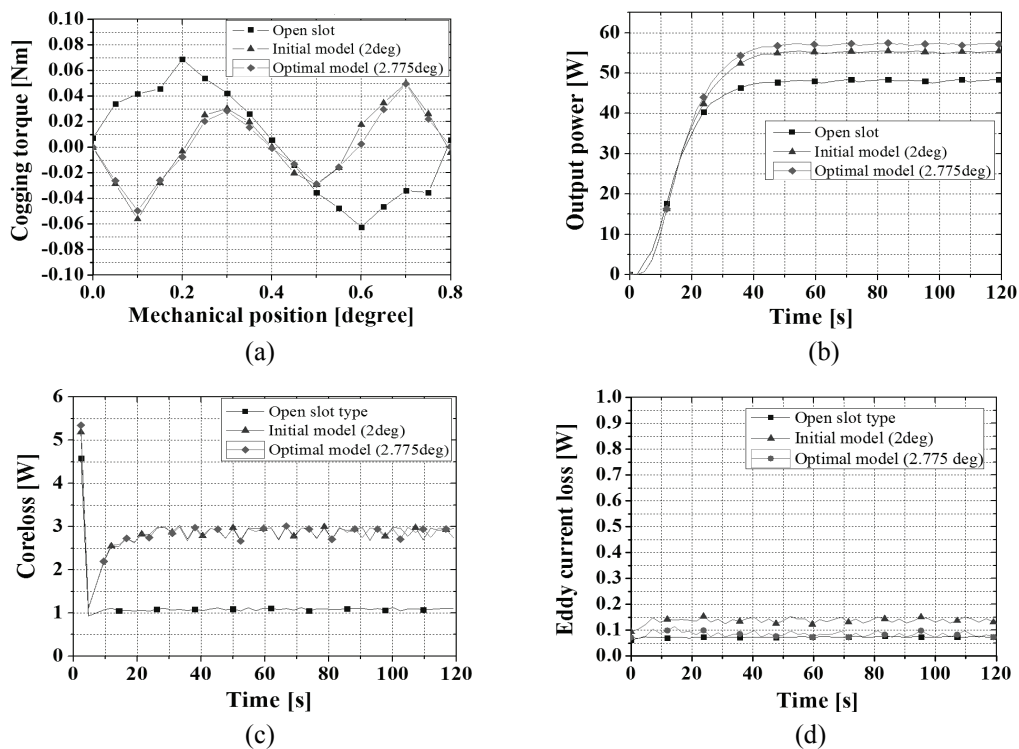 0.10
0.08
0.06
0.04
0.02
0.00
-0.02
-0.04
-0.06
-0.08
-0.10
Cogging torque [Nm]
Open slot
Initial model (2deg)
Optimal model (2.775deg)
0.0 0.2 0.4 0.6 0.8
Mechanical position [degree]
(a)
60
50
40
30
20
10
0
Output power [W]
Open slot
Initial model (2deg)
Optimal model (2.775deg)
0 20 40 60 80 100 120
Time [s]
(b)
6
5
4
3
2
1
0
Coreloss [W]
Open slot type
Initial model (2deg)
Optimal model (2.775deg)
0 20 40 60 80 100 120
Time [s]
(c)
1.0
0.9
0.8
0.7
0.6
0.5
0.4
0.3
0.2
0.1
0.0
Eddy current loss [W]
Open slot type
Initial model (2deg)
Optimal model (2.775 deg)
0 20 40 60 80 100 120
Time [s]
(d)